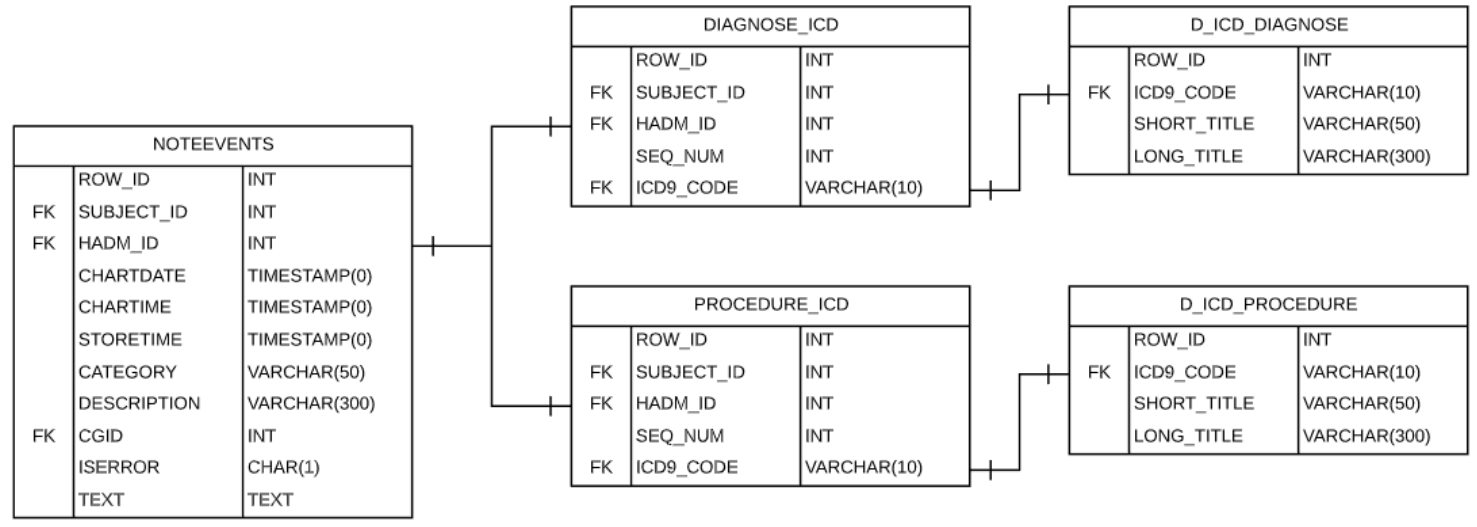 NOTEEVENTS
ROW_ID INT
FK SUBJECT_ID INT
FK HADM_ID INT
CHARTDATE TIMESTAMP(0)
CHARTIME TIMESTAMP(0)
STORETIME TIMESTAMP(0)
CATEGORY VARCHAR(50)
DESCRIPTION VARCHAR(300)
FK CGID INT
ISERROR CHAR(1)
TEXT TEXT
DIAGNOSE_ICD
ROW_ID INT
FK SUBJECT_ID INT
FK HADM_ID INT
SEQ_NUM INT
FK ICD9_CODE VARCHAR(10)
D_ICD_DIAGNOSE
ROW_ID INT
FK ICD9_CODE VARCHAR(10)
SHORT_TITLE VARCHAR(50)
LONG_TITLE VARCHAR(300)
PROCEDURE_ICD
ROW_ID INT
FK SUBJECT_ID INT
FK HADM_ID INT
SEQ_NUM INT
FK ICD9_CODE VARCHAR(10)
D_ICD_PROCEDURE
ROW_ID INT
FK ICD9_CODE VARCHAR(10)
SHORT_TITLE VARCHAR(50)
LONG_TITLE VARCHAR(300)